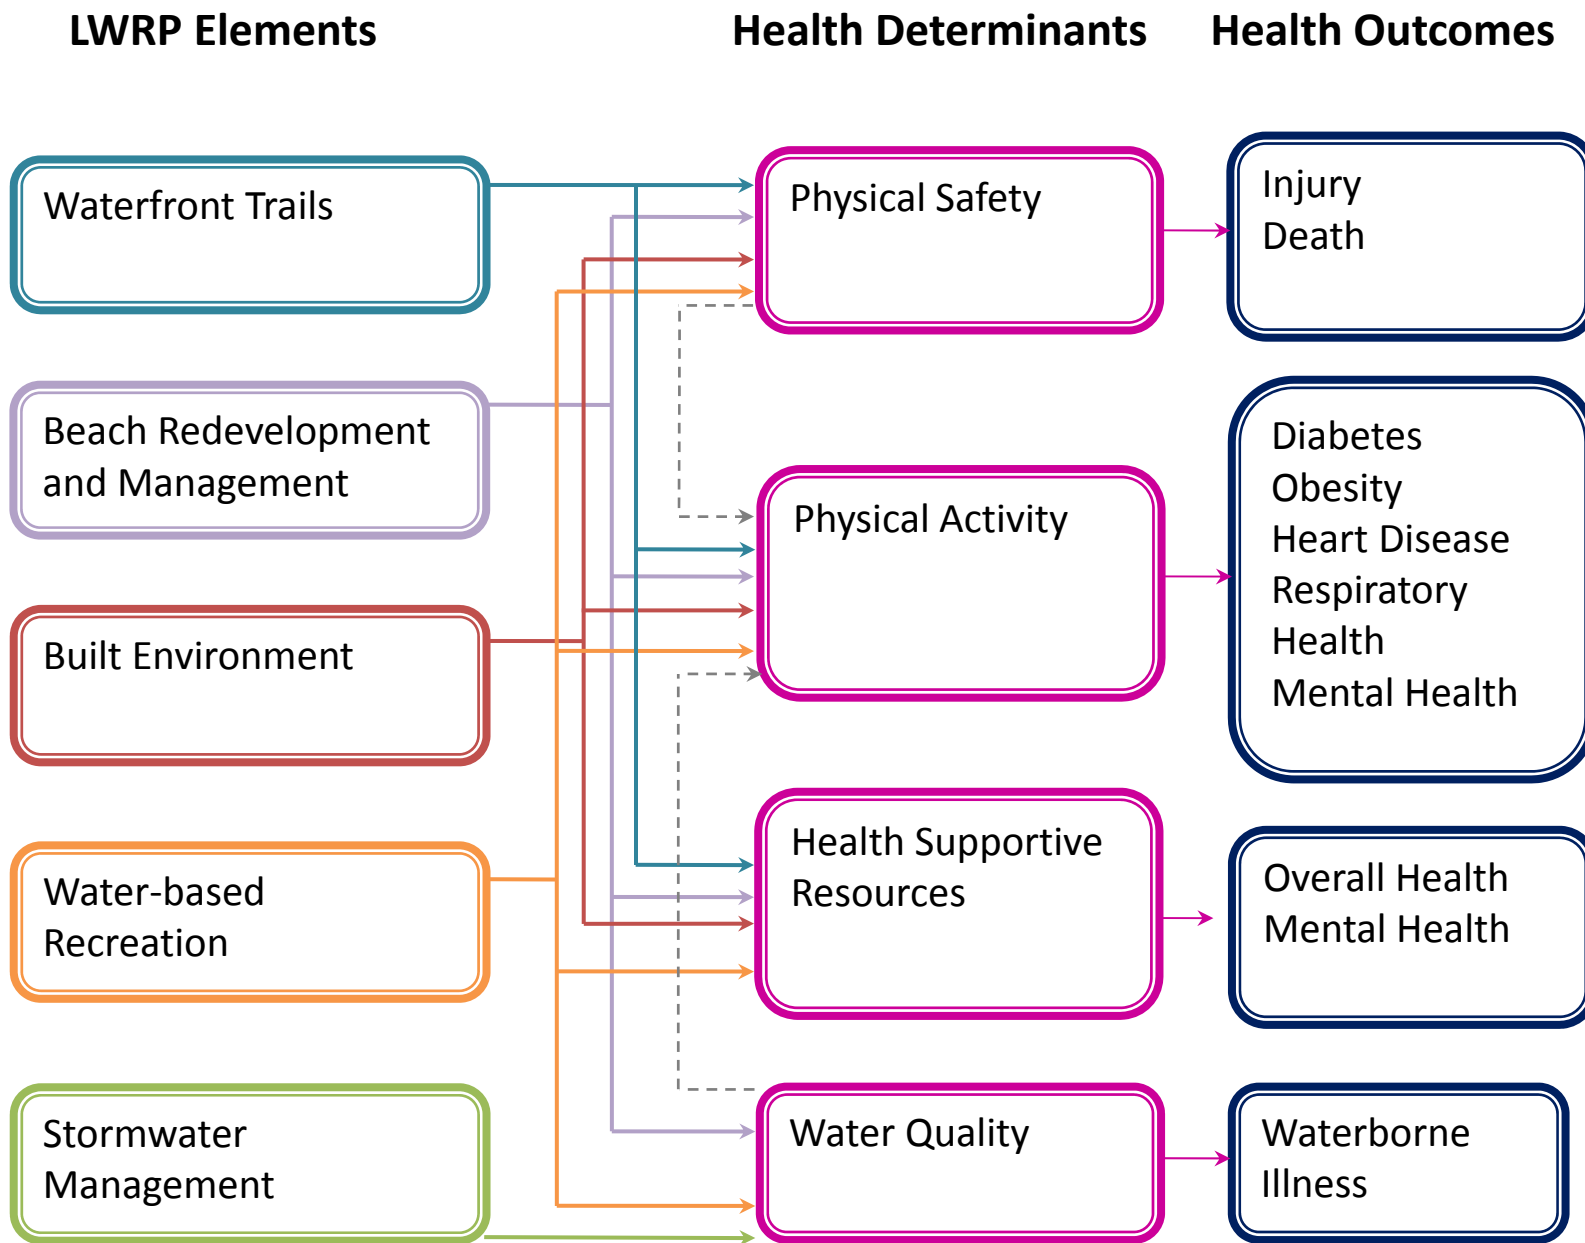 LWRP Elements
Health Determinants
Health Outcomes
Waterfront Trails
Physical Safety
Injury
Death
Beach Redevelopment
and Management
Physical Activity
Diabetes
Obesity
Heart Disease
Respiratory
Health
Mental Health
Built Environment
Health Supportive
Resources
Overall Health
Mental Health
Water-based
Recreation
Stormwater
Management
Water Quality
Waterborne
Illness